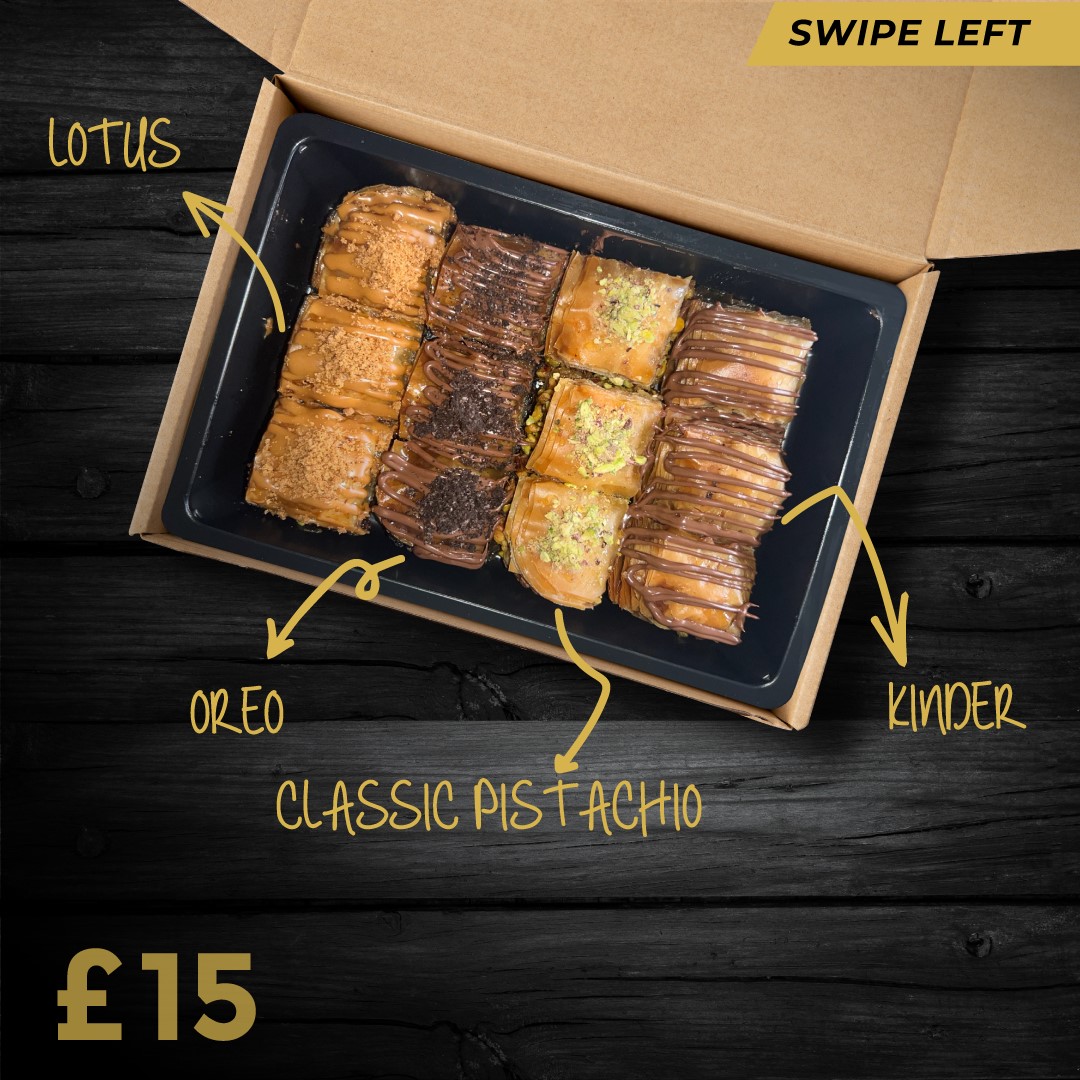 SWIPE LEFT
LOTUS
OREO
KINDER
CLASSIC PISTACHIO
£15